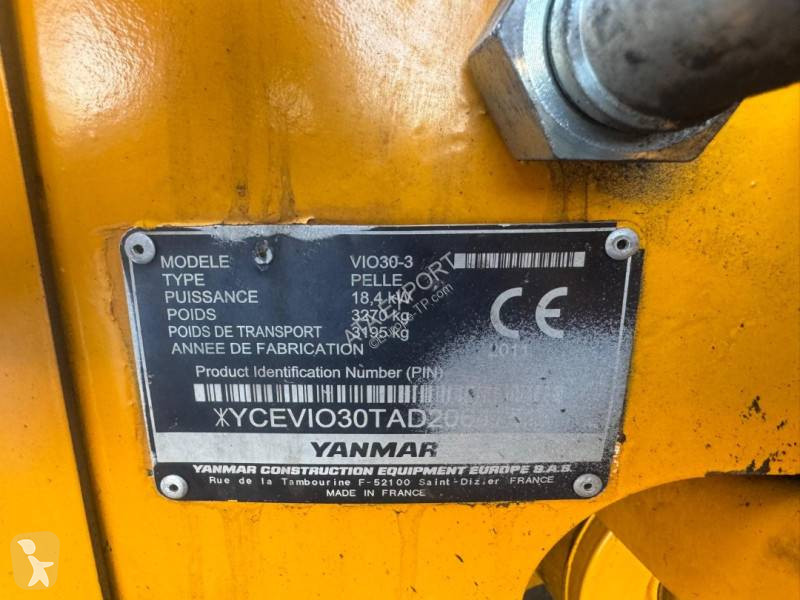 MODELE VIO30-3
TYPE PELLE
PUISSANCE 18,4 kW
POIDS 3270 kg
POIDS DE TRANSPORT 3195 kg
ANNEE DE FABRICATION 2011
CE
Product Identification Number (PIN)
YCEVIO30TAD20
YANMAR
YANMAR CONSTRUCTION EQUIPMENT EUROPE S.A.S.
Rue de la Tambourine F-52100 Saint-Dizier FRANCE
MADE IN FRANCE